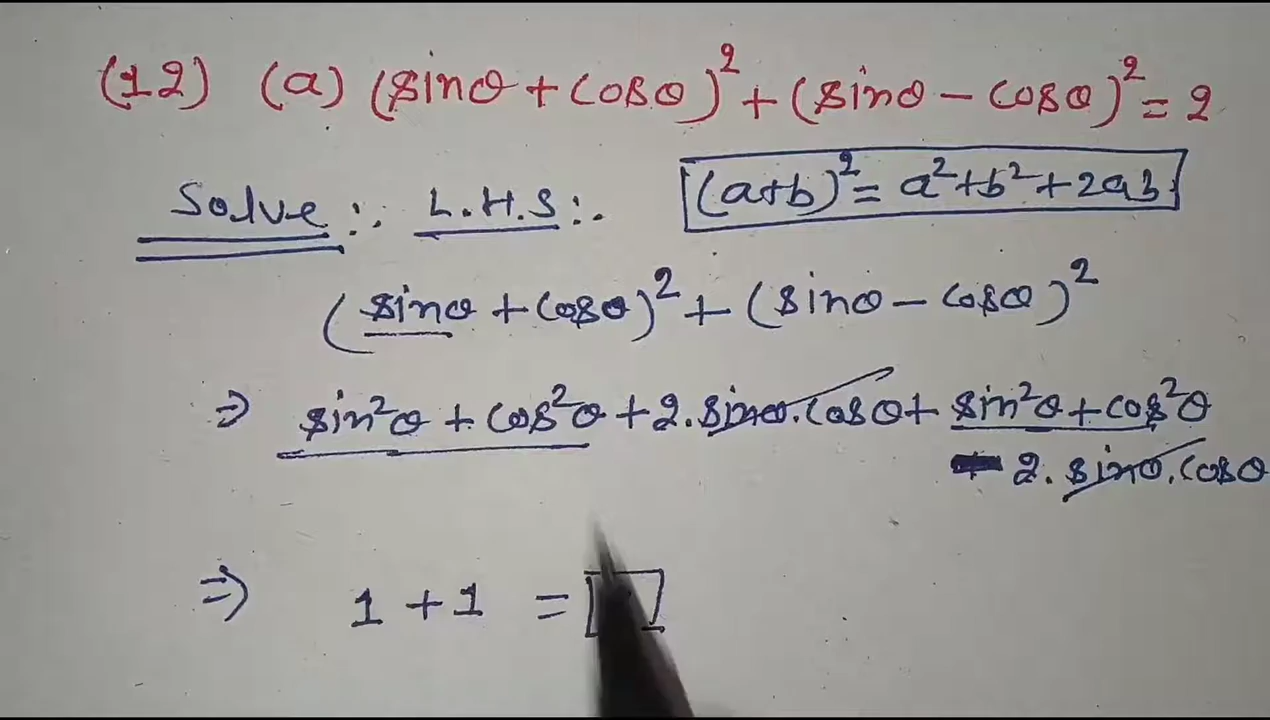 (12) (a) (sinθ + cosθ)² + (sinθ − cosθ)² = 2
(a+b)² = a² + b² + 2ab
Solve :. L.H.S :.
(sinθ + cosθ)² + (sinθ − cosθ)²
⇒ sin²θ + cos²θ + 2.sinθ.cosθ + sin²θ + cos²θ
- 2.sinθ.cosθ
⇒ 1 + 1 =